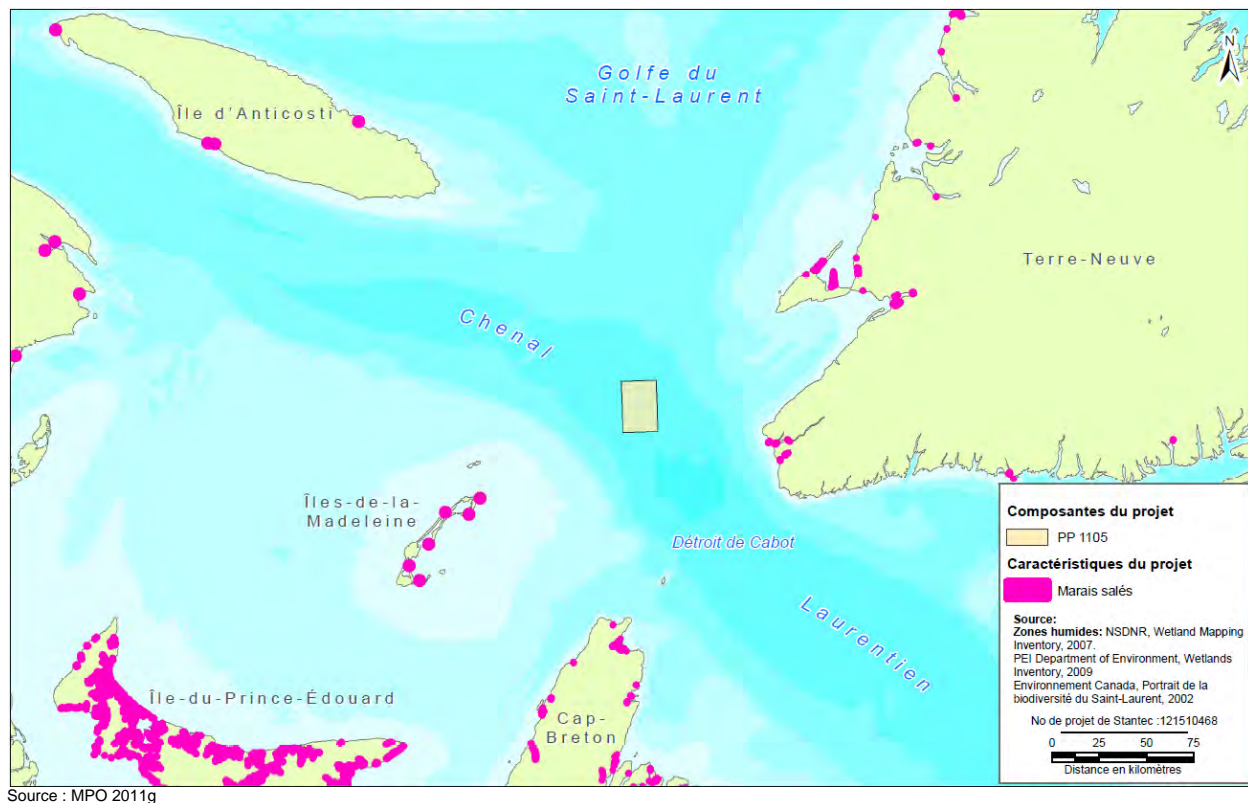 Golfe du
Saint-Laurent
N
Île d'Anticosti
Terre-Neuve
Chenal
Îles-de-la-
Madeleine
Détroit de Cabot
Laurentien
Île-du-Prince-Édouard
Cap-
Breton
Composantes du projet
PP 1105
Caractéristiques du projet
Marais salés
Source:
Zones humides: NSDNR, Wetland Mapping
Inventory, 2007.
PEI Department of Environment, Wetlands
Inventory, 2009
Environnement Canada, Portrait de la
biodiversité du Saint-Laurent, 2002
No de projet de Stantec :121510468
0 25 50 75
Distance en kilomètres
Source : MPO 2011g